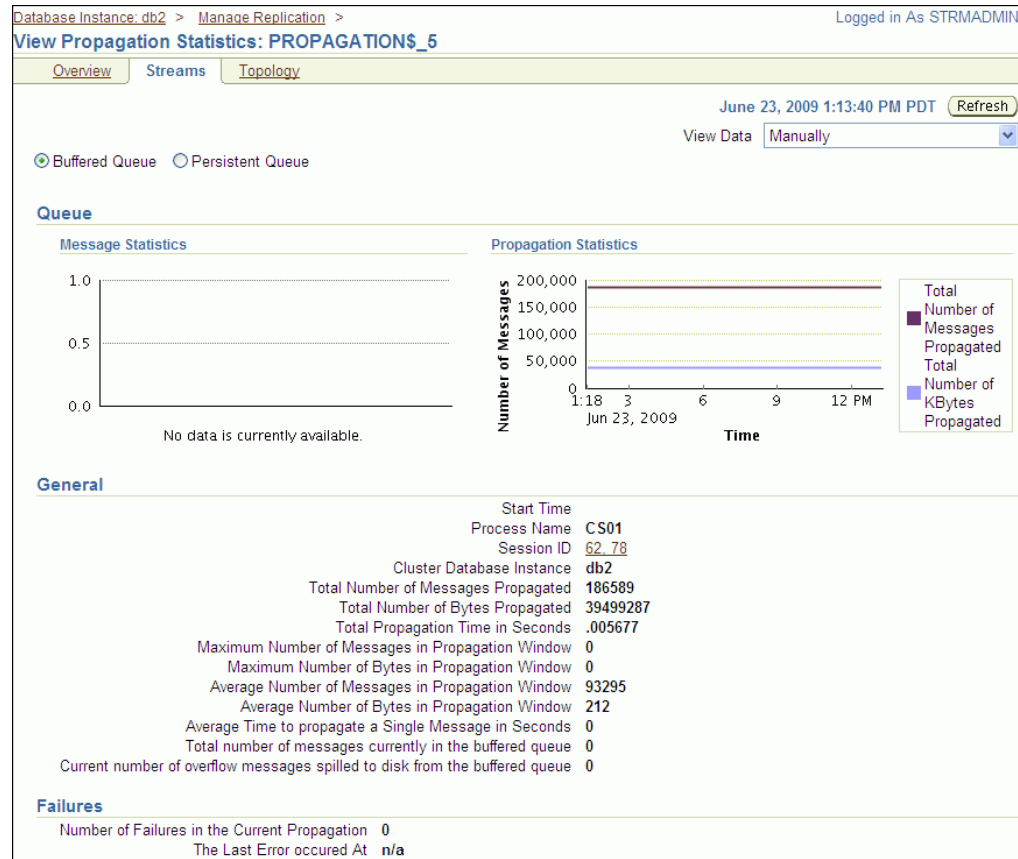 Database Instance: db2 > Manage Replication >
Logged in As STRMADMIN
View Propagation Statistics: PROPAGATION$_5
Overview Streams Topology
June 23, 2009 1:13:40 PM PDT Refresh
View Data Manually
Buffered Queue Persistent Queue
Queue
Message Statistics
1.0
0.5
0.0
No data is currently available.
Propagation Statistics
Number of Messages
200,000
150,000
100,000
50,000
0
1:18 3 6 9 12 PM
Jun 23, 2009
Time
Total
Number of
Messages
Propagated
Total
Number of
KBytes
Propagated
General
Start Time
Process Name CS01
Session ID 62, 78
Cluster Database Instance db2
Total Number of Messages Propagated 186589
Total Number of Bytes Propagated 39499287
Total Propagation Time in Seconds .005677
Maximum Number of Messages in Propagation Window 0
Maximum Number of Bytes in Propagation Window 0
Average Number of Messages in Propagation Window 93295
Average Number of Bytes in Propagation Window 212
Average Time to propagate a Single Message in Seconds 0
Total number of messages currently in the buffered queue 0
Current number of overflow messages spilled to disk from the buffered queue 0
Failures
Number of Failures in the Current Propagation 0
The Last Error occured At n/a